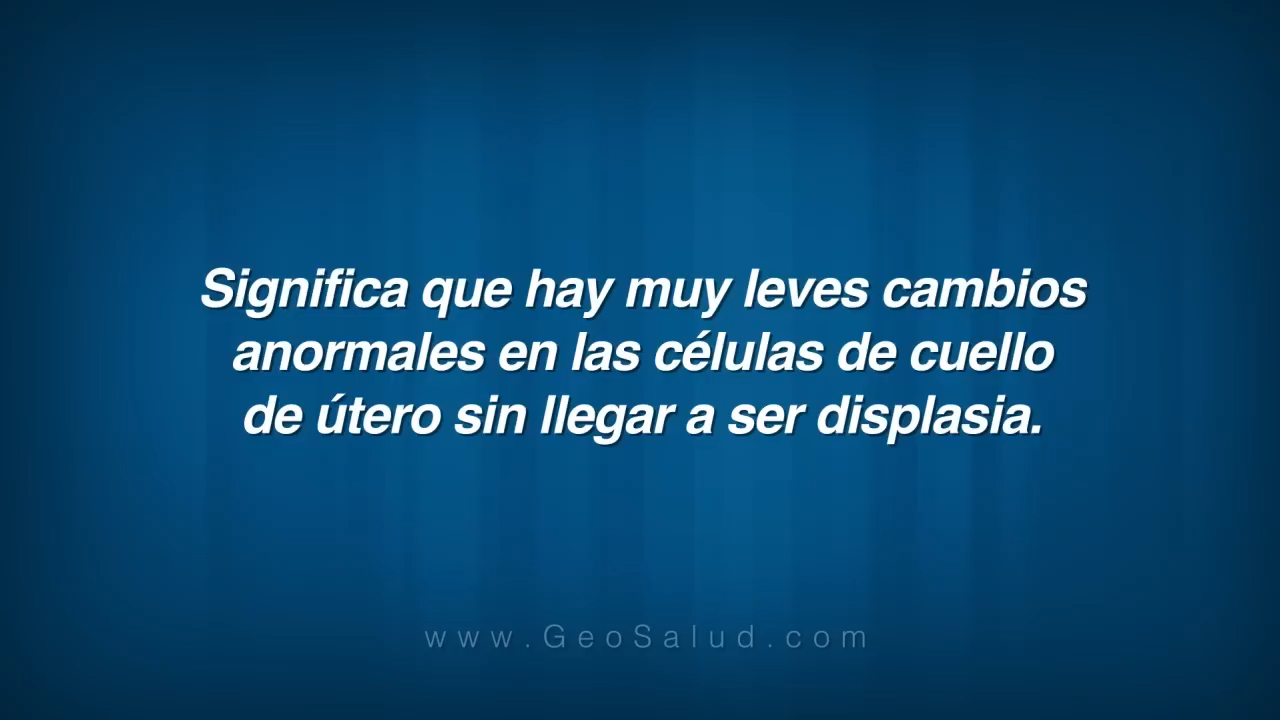 Significa que hay muy leves cambios
anormales en las células de cuello
de útero sin llegar a ser displasia.
www.GeoSalud.com